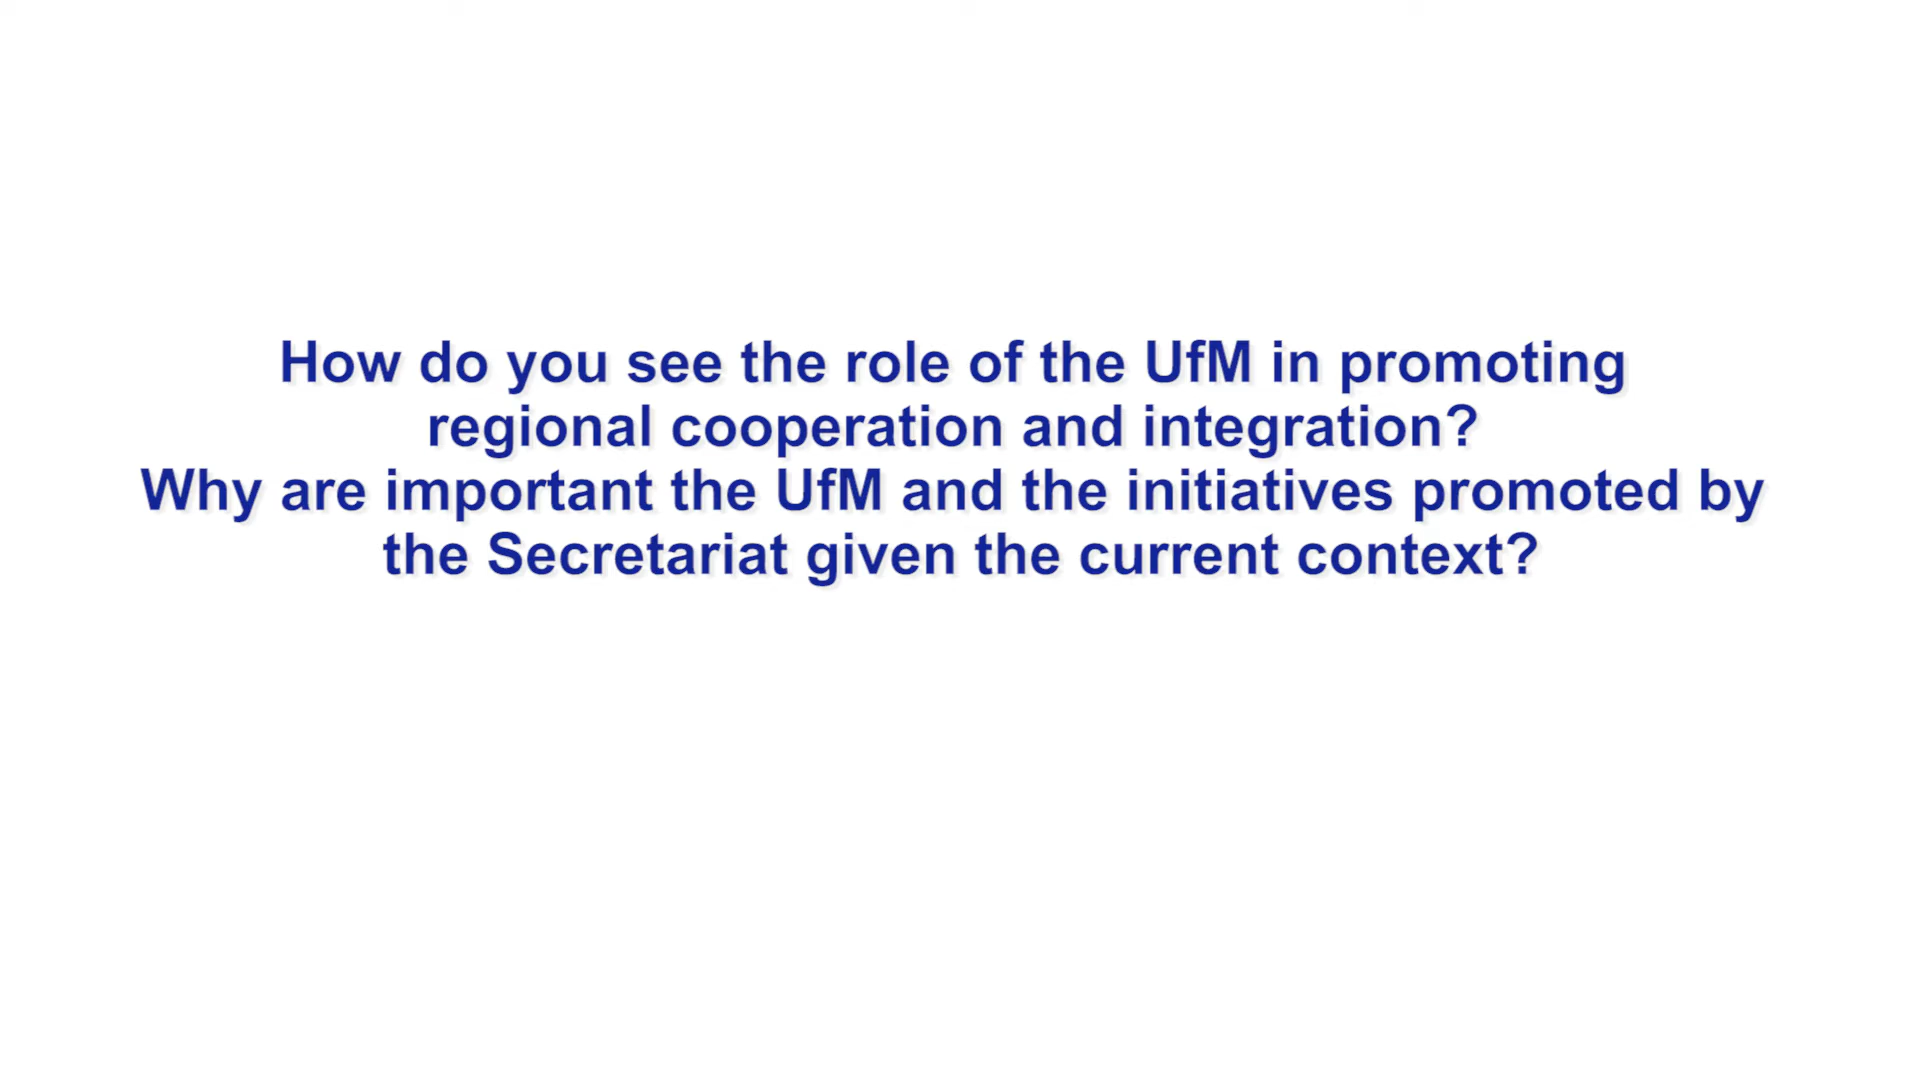 How do you see the role of the UfM in promoting
regional cooperation and integration?
Why are important the UfM and the initiatives promoted by
the Secretariat given the current context?